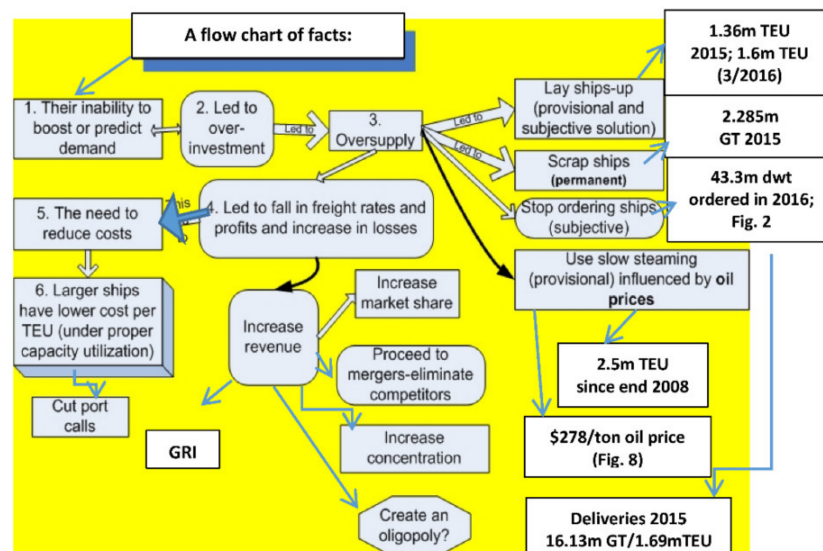 A flow chart of facts:
1.36m TEU
2015; 1.6m TEU
(3/2016)
1. Their inability to
boost or predict
demand
2. Led to
over-
investment
Led to
3.
Oversupply
Led to
Lay ships-up
(provisional and
subjective solution)
Led to
Scrap ships
(permanent)
2.285m
GT 2015
Stop ordering ships
(subjective)
43.3m dwt
ordered in 2016;
Fig. 2
5. The need to
reduce costs
This
4. Led to fall in freight rates and
profits and increase in losses
Use slow steaming
(provisional) influenced by oil
prices
6. Larger ships
have lower cost per
TEU (under proper
capacity utilization)
Increase
revenue
Increase
market share
Proceed to
mergers-eliminate
competitors
2.5m TEU
since end 2008
Cut port
calls
GRI
Increase
concentration
$278/ton oil price
(Fig. 8)
Create an
oligopoly?
Deliveries 2015
16.13m GT/1.69mTEU